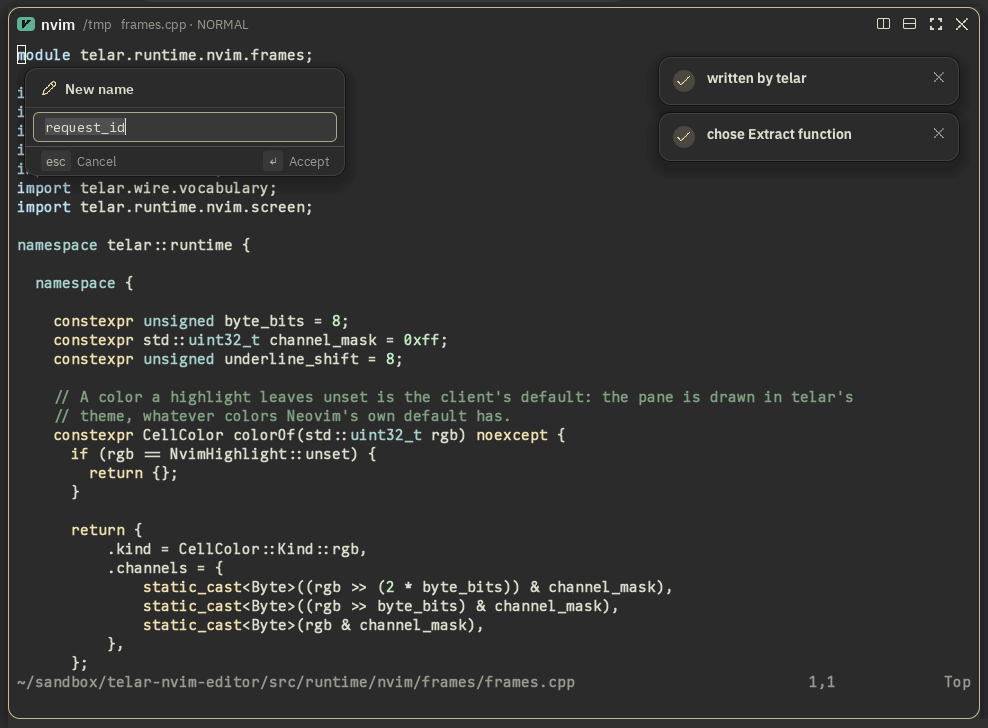 nvim /tmp frames.cpp · NORMAL
module telar.runtime.nvim.frames;
New name
request_id
esc Cancel ↵ Accept
written by telar
chose Extract function
i
i
i
i
i
import telar.wire.vocabulary;
import telar.runtime.nvim.screen;
namespace telar::runtime {
namespace {
constexpr unsigned byte_bits = 8;
constexpr std::uint32_t channel_mask = 0xff;
constexpr unsigned underline_shift = 8;
// A color a highlight leaves unset is the client's default: the pane is drawn in telar's
// theme, whatever colors Neovim's own default has.
constexpr CellColor colorOf(std::uint32_t rgb) noexcept {
if (rgb == NvimHighlight::unset) {
return {};
}
return {
.kind = CellColor::Kind::rgb,
.channels = {
static_cast<Byte>((rgb >> (2 * byte_bits)) & channel_mask),
static_cast<Byte>((rgb >> byte_bits) & channel_mask),
static_cast<Byte>(rgb & channel_mask),
},
};
~/sandbox/telar-nvim-editor/src/runtime/nvim/frames/frames.cpp 1,1 Top